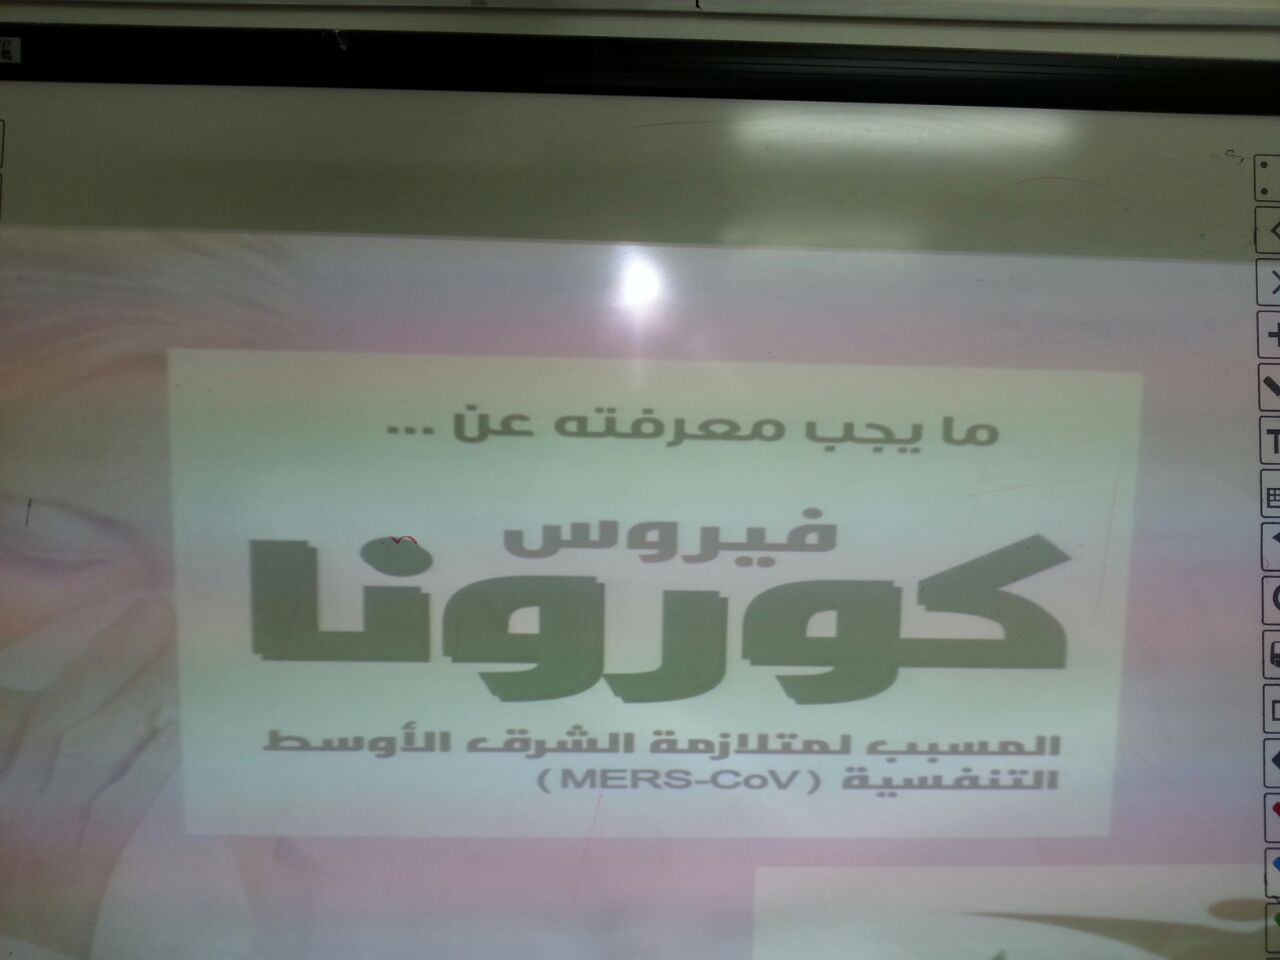 ما يجب معرفته عن ...
فيروس
كورونا
المسبب لمتلازمة الشرق الأوسط
التنفسية (MERS-CoV)